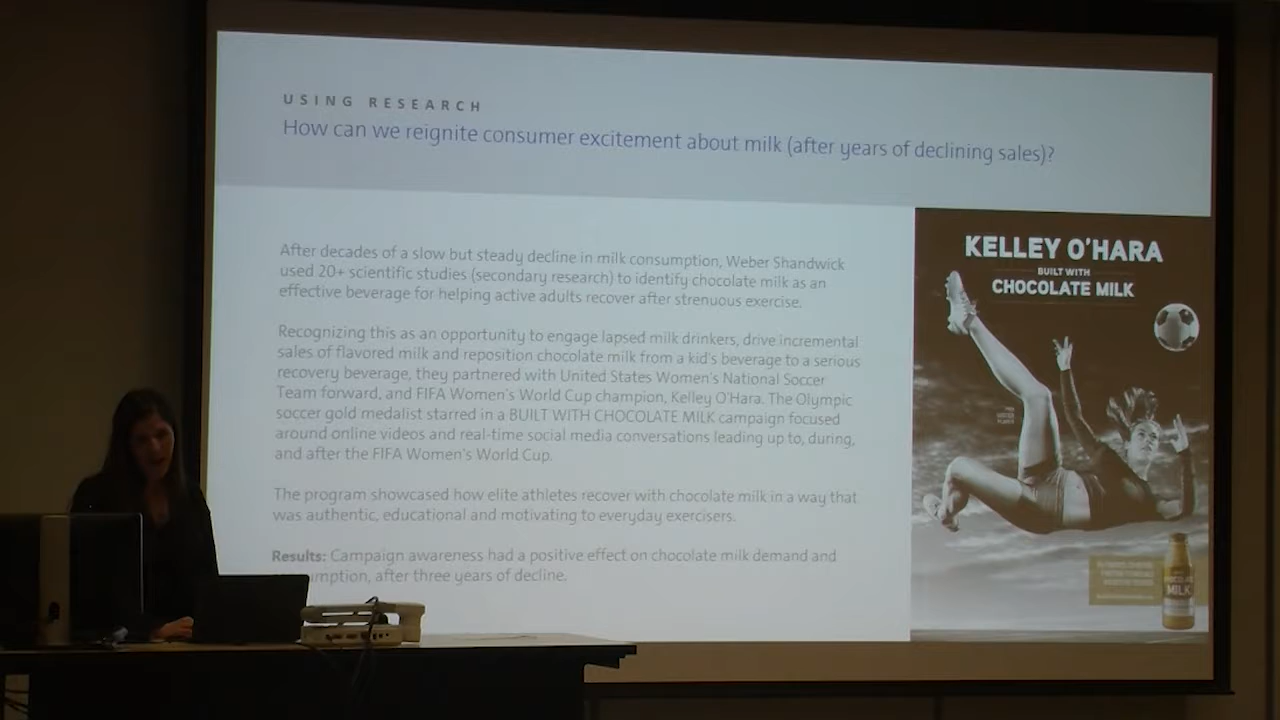 USING RESEARCH
How can we reignite consumer excitement about milk (after years of declining sales)?
After decades of a slow but steady decline in milk consumption, Weber Shandwick
used 20+ scientific studies (secondary research) to identify chocolate milk as an
effective beverage for helping active adults recover after strenuous exercise.
Recognizing this as an opportunity to engage lapsed milk drinkers, drive incremental
sales of flavored milk and reposition chocolate milk from a kid's beverage to a serious
recovery beverage, they partnered with United States Women's National Soccer
Team forward, and FIFA Women's World Cup champion, Kelley O'Hara. The Olympic
soccer gold medalist starred in a BUILT WITH CHOCOLATE MILK campaign focused
around online videos and real-time social media conversations leading up to, during,
and after the FIFA Women's World Cup.
The program showcased how elite athletes recover with chocolate milk in a way that
was authentic, educational and motivating to everyday exercisers.
Results: Campaign awareness had a positive effect on chocolate milk demand and
umption, after three years of decline.
KELLEY O'HARA
BUILT WITH
CHOCOLATE MILK
CHOCOLATE
MILK